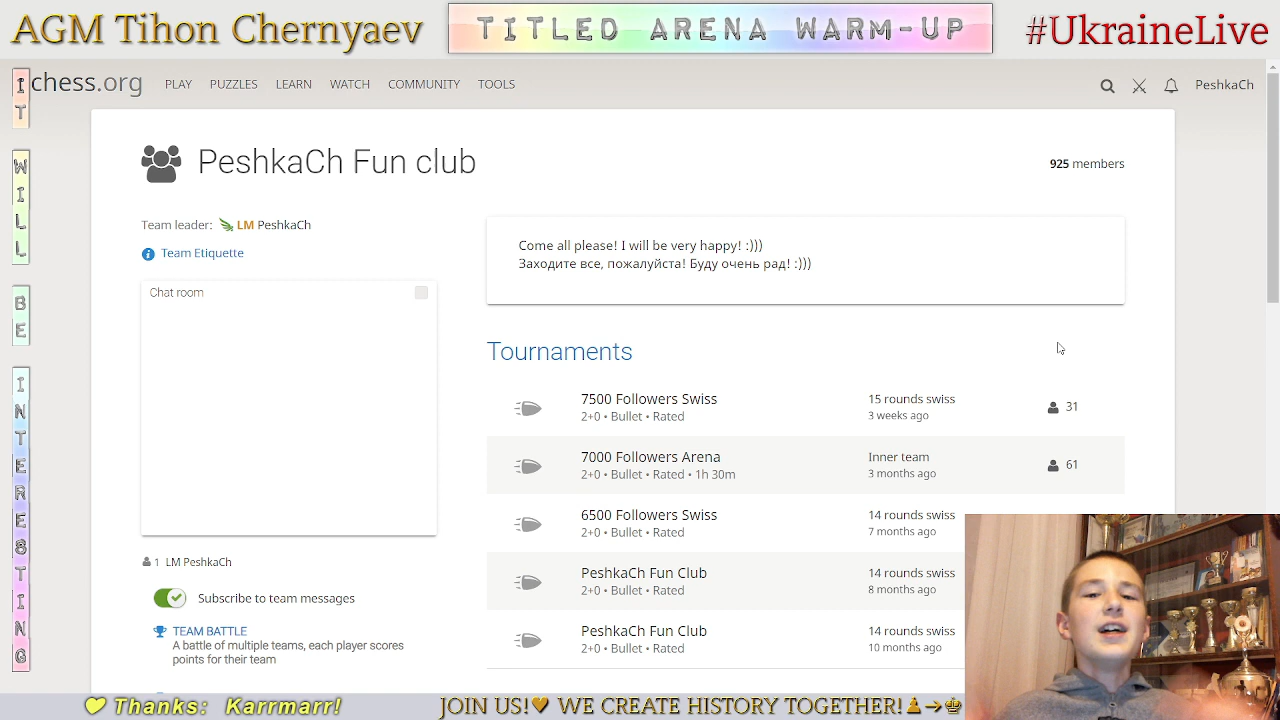 AGM Tihon Chernyaev
TITLED ARENA WARM-UP
#UkraineLive
IT WILL BE INTERESTING
chess.org
PLAY PUZZLES LEARN WATCH COMMUNITY TOOLS
PeshkaCh
PeshkaCh Fun club
925 members
Team leader: LM PeshkaCh
Team Etiquette
Come all please! I will be very happy! :)))
Заходите все, пожалуйста! Буду очень рад! :)))
Chat room
Tournaments
7500 Followers Swiss
2+0 • Bullet • Rated
15 rounds swiss
3 weeks ago
31
7000 Followers Arena
2+0 • Bullet • Rated • 1h 30m
Inner team
3 months ago
61
6500 Followers Swiss
2+0 • Bullet • Rated
14 rounds swiss
7 months ago
PeshkaCh Fun Club
2+0 • Bullet • Rated
14 rounds swiss
8 months ago
PeshkaCh Fun Club
2+0 • Bullet • Rated
14 rounds swiss
10 months ago
1 LM PeshkaCh
Subscribe to team messages
TEAM BATTLE
A battle of multiple teams, each player scores
points for their team
Thanks: Karrmarr!
JOIN US!♥ WE CREATE HISTORY TOGETHER!♟→♚